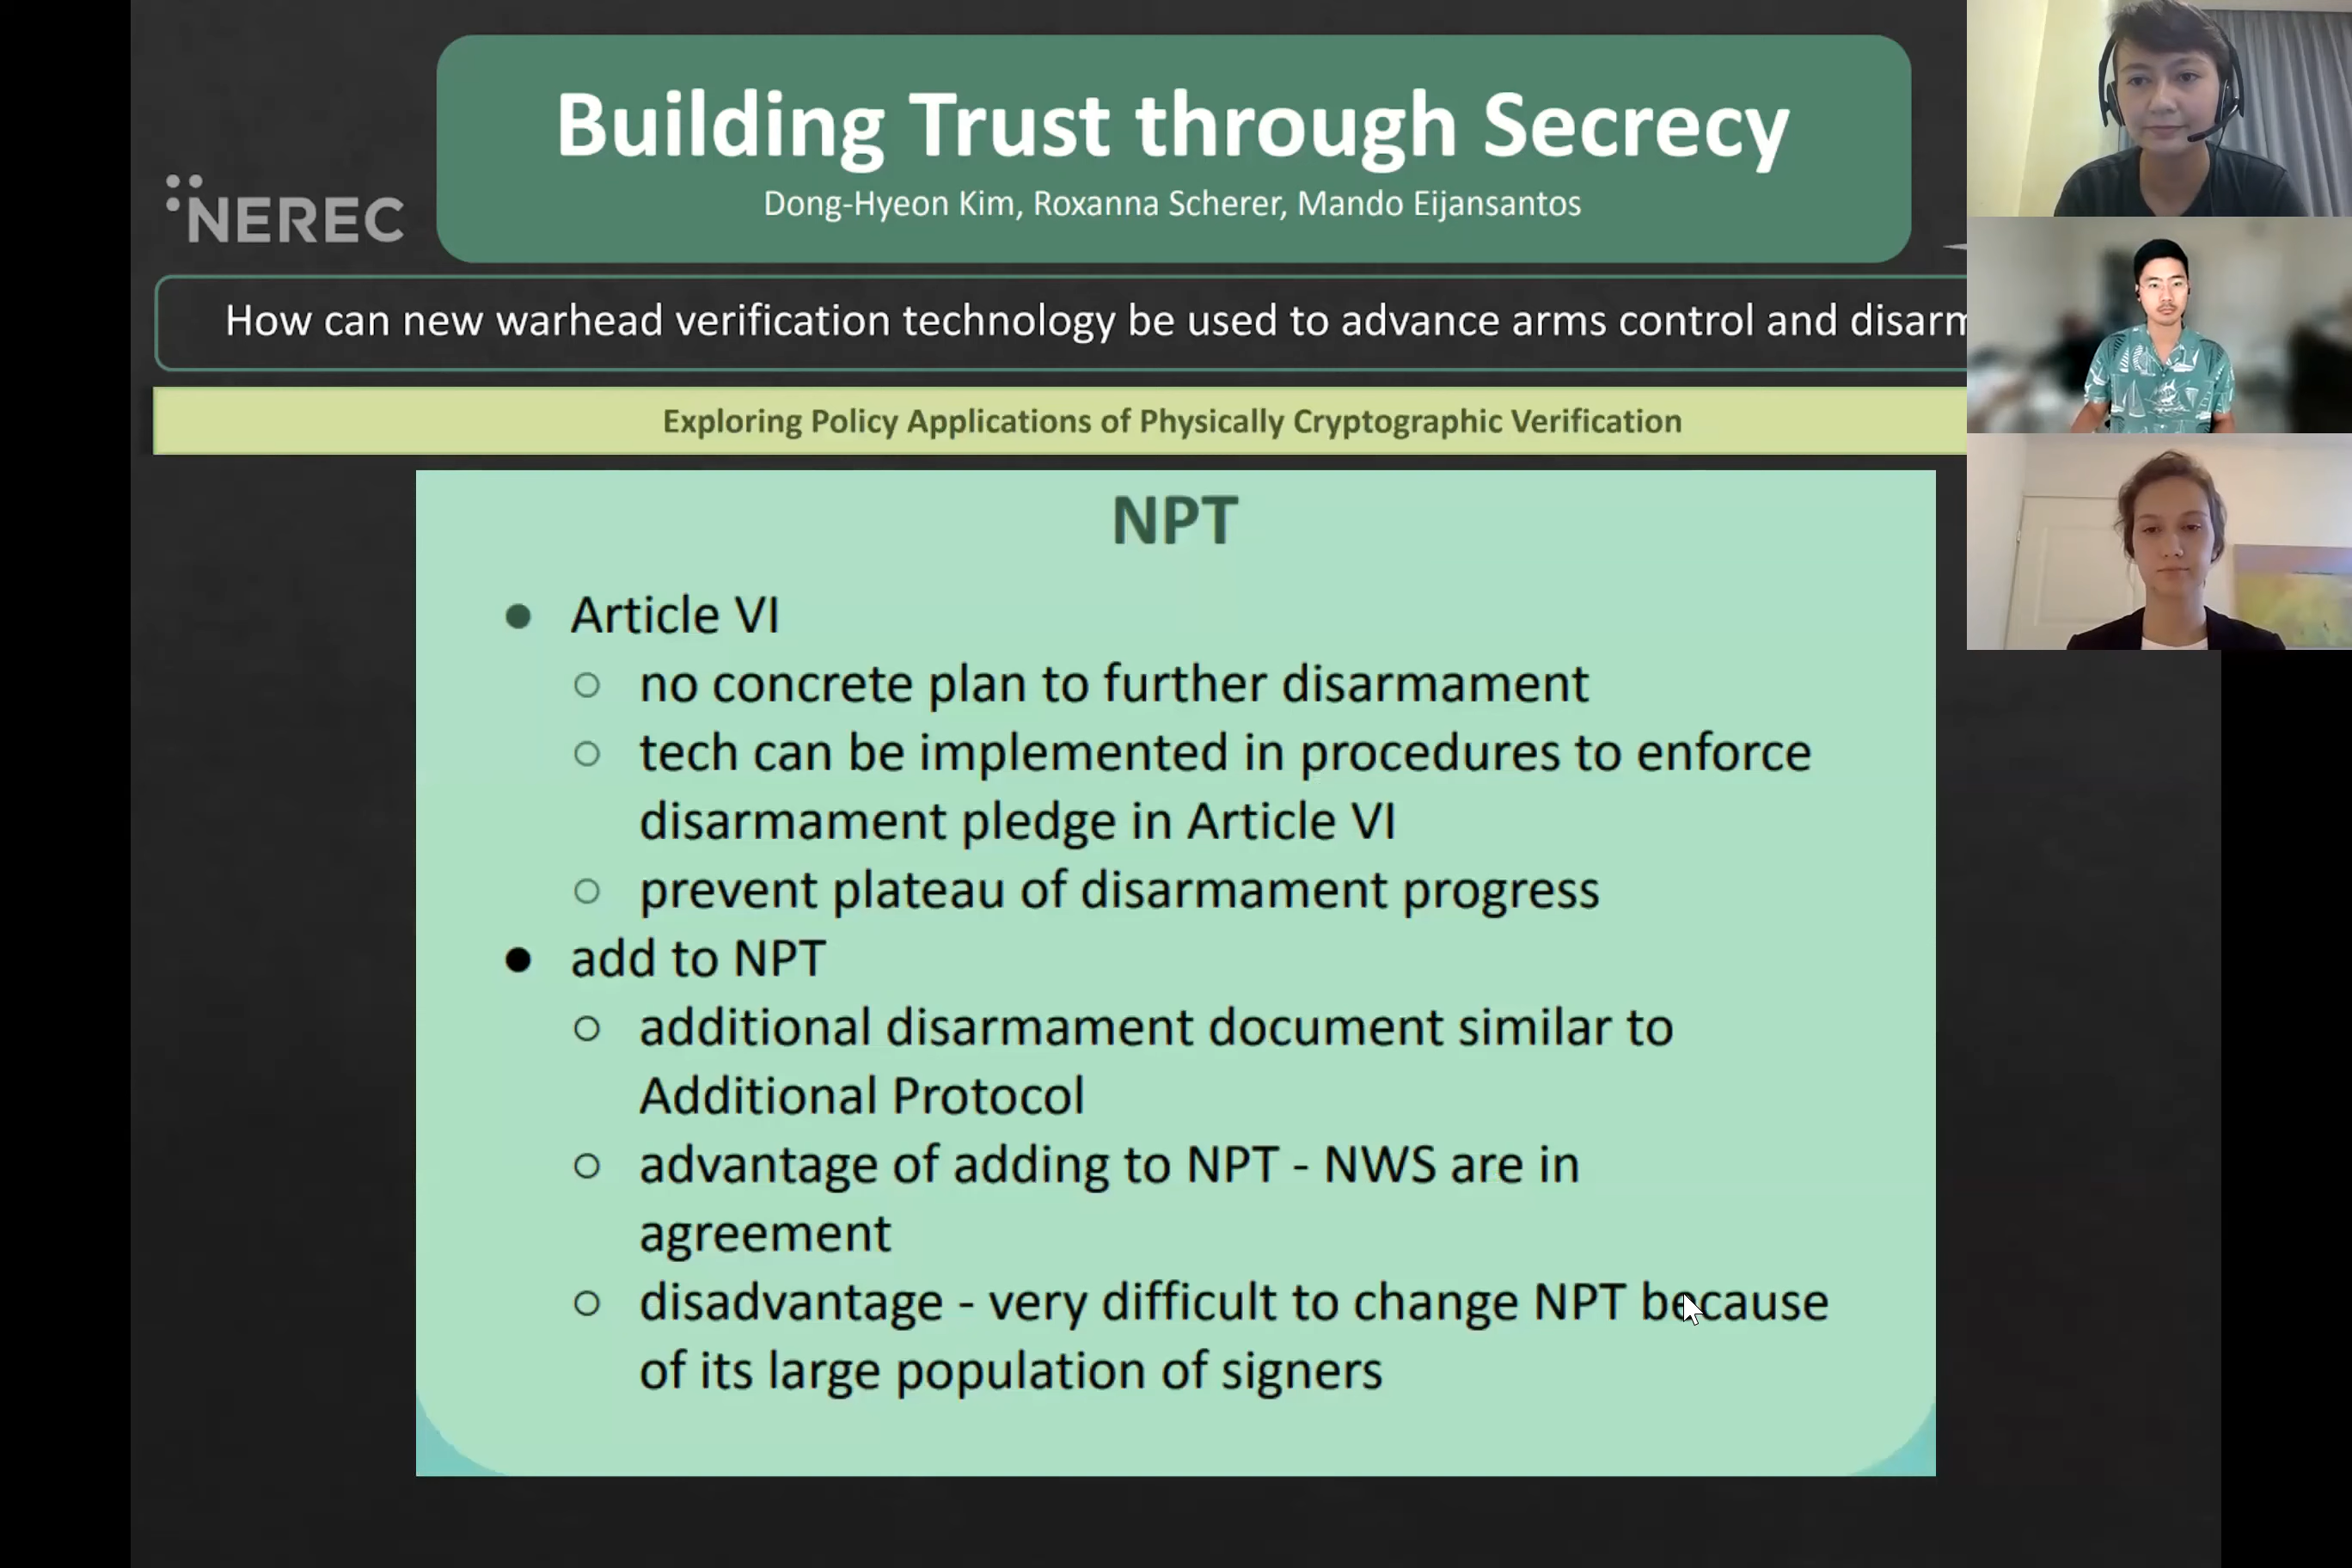 Building Trust through Secrecy
Dong-Hyeon Kim, Roxanna Scherer, Mando Eijansantos
NEREC
How can new warhead verification technology be used to advance arms control and
Exploring Policy Applications of Physically Cryptographic Verification
NPT
● Article VI
○ no concrete plan to further disarmament
○ tech can be implemented in procedures to enforce
disarmament pledge in Article VI
○ prevent plateau of disarmament progress
● add to NPT
○ additional disarmament document similar to
Additional Protocol
○ advantage of adding to NPT - NWS are in
agreement
○ disadvantage - very difficult to change NPT because
of its large population of signers